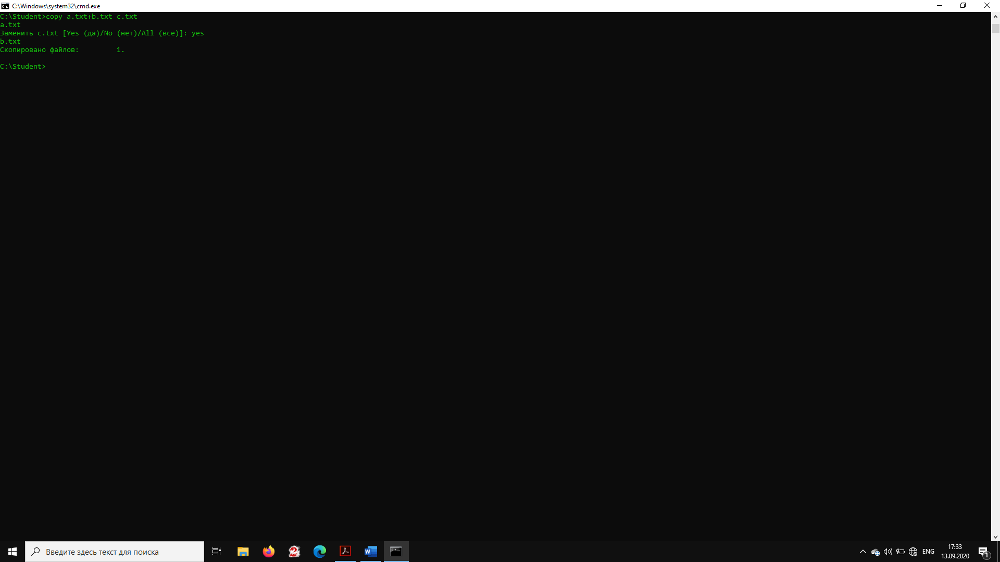 C:\Windows\system32\cmd.exe
C:\Student>copy a.txt+b.txt c.txt
a.txt
Заменить c.txt [Yes (да)/No (нет)/All (все)]: yes
b.txt
Скопировано файлов:         1.
C:\Student>
Введите здесь текст для поиска
ENG
17:33
13.09.2020
1